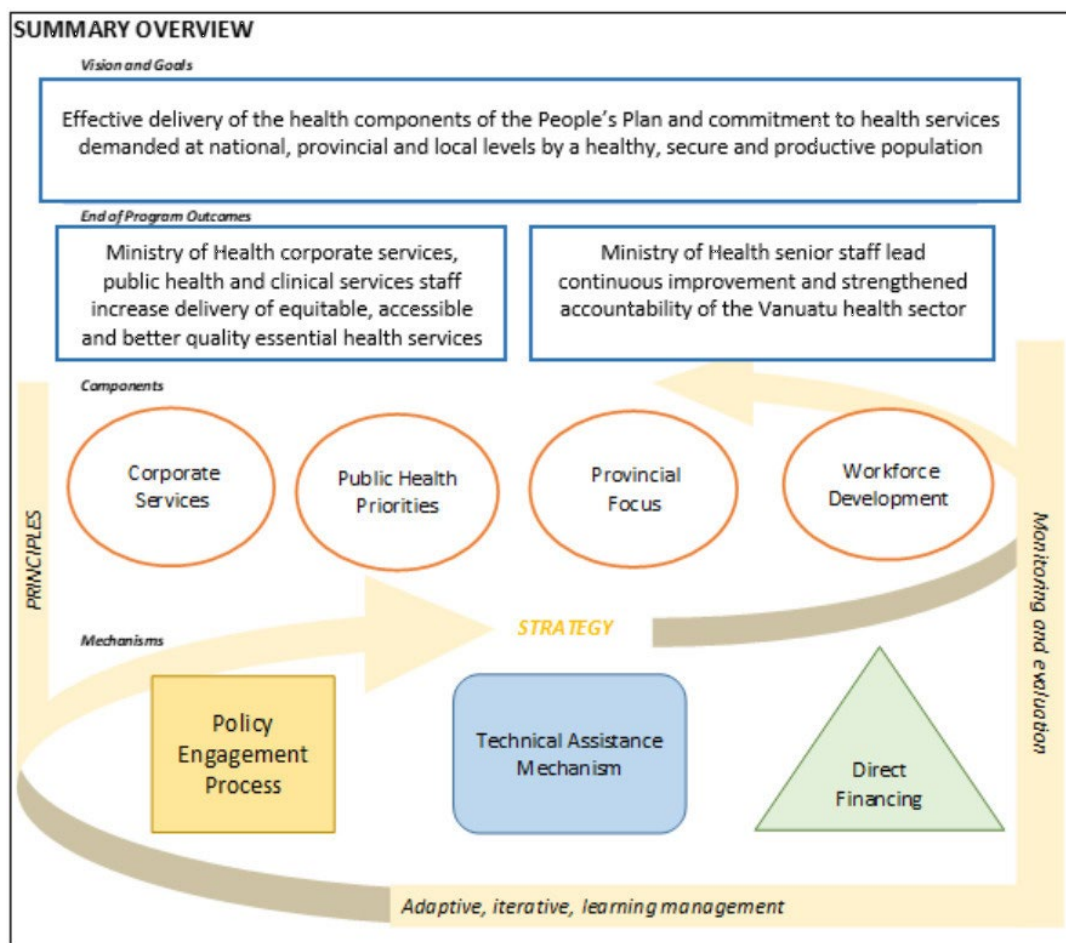 SUMMARY OVERVIEW
Vision and Goals
Effective delivery of the health components of the People's Plan and commitment to health services
demanded at national, provincial and local levels by a healthy, secure and productive population
End of Program Outcomes
Ministry of Health corporate services,
public health and clinical services staff
increase delivery of equitable, accessible
and better quality essential health services
Ministry of Health senior staff lead
continuous improvement and strengthened
accountability of the Vanuatu health sector
Components
Corporate
Services
Public Health
Priorities
Provincial
Focus
Workforce
Development
PRINCIPLES
Monitoring and evaluation
STRATEGY
Mechanisms
Policy
Engagement
Process
Technical Assistance
Mechanism
Direct
Financing
Adaptive, iterative, learning management